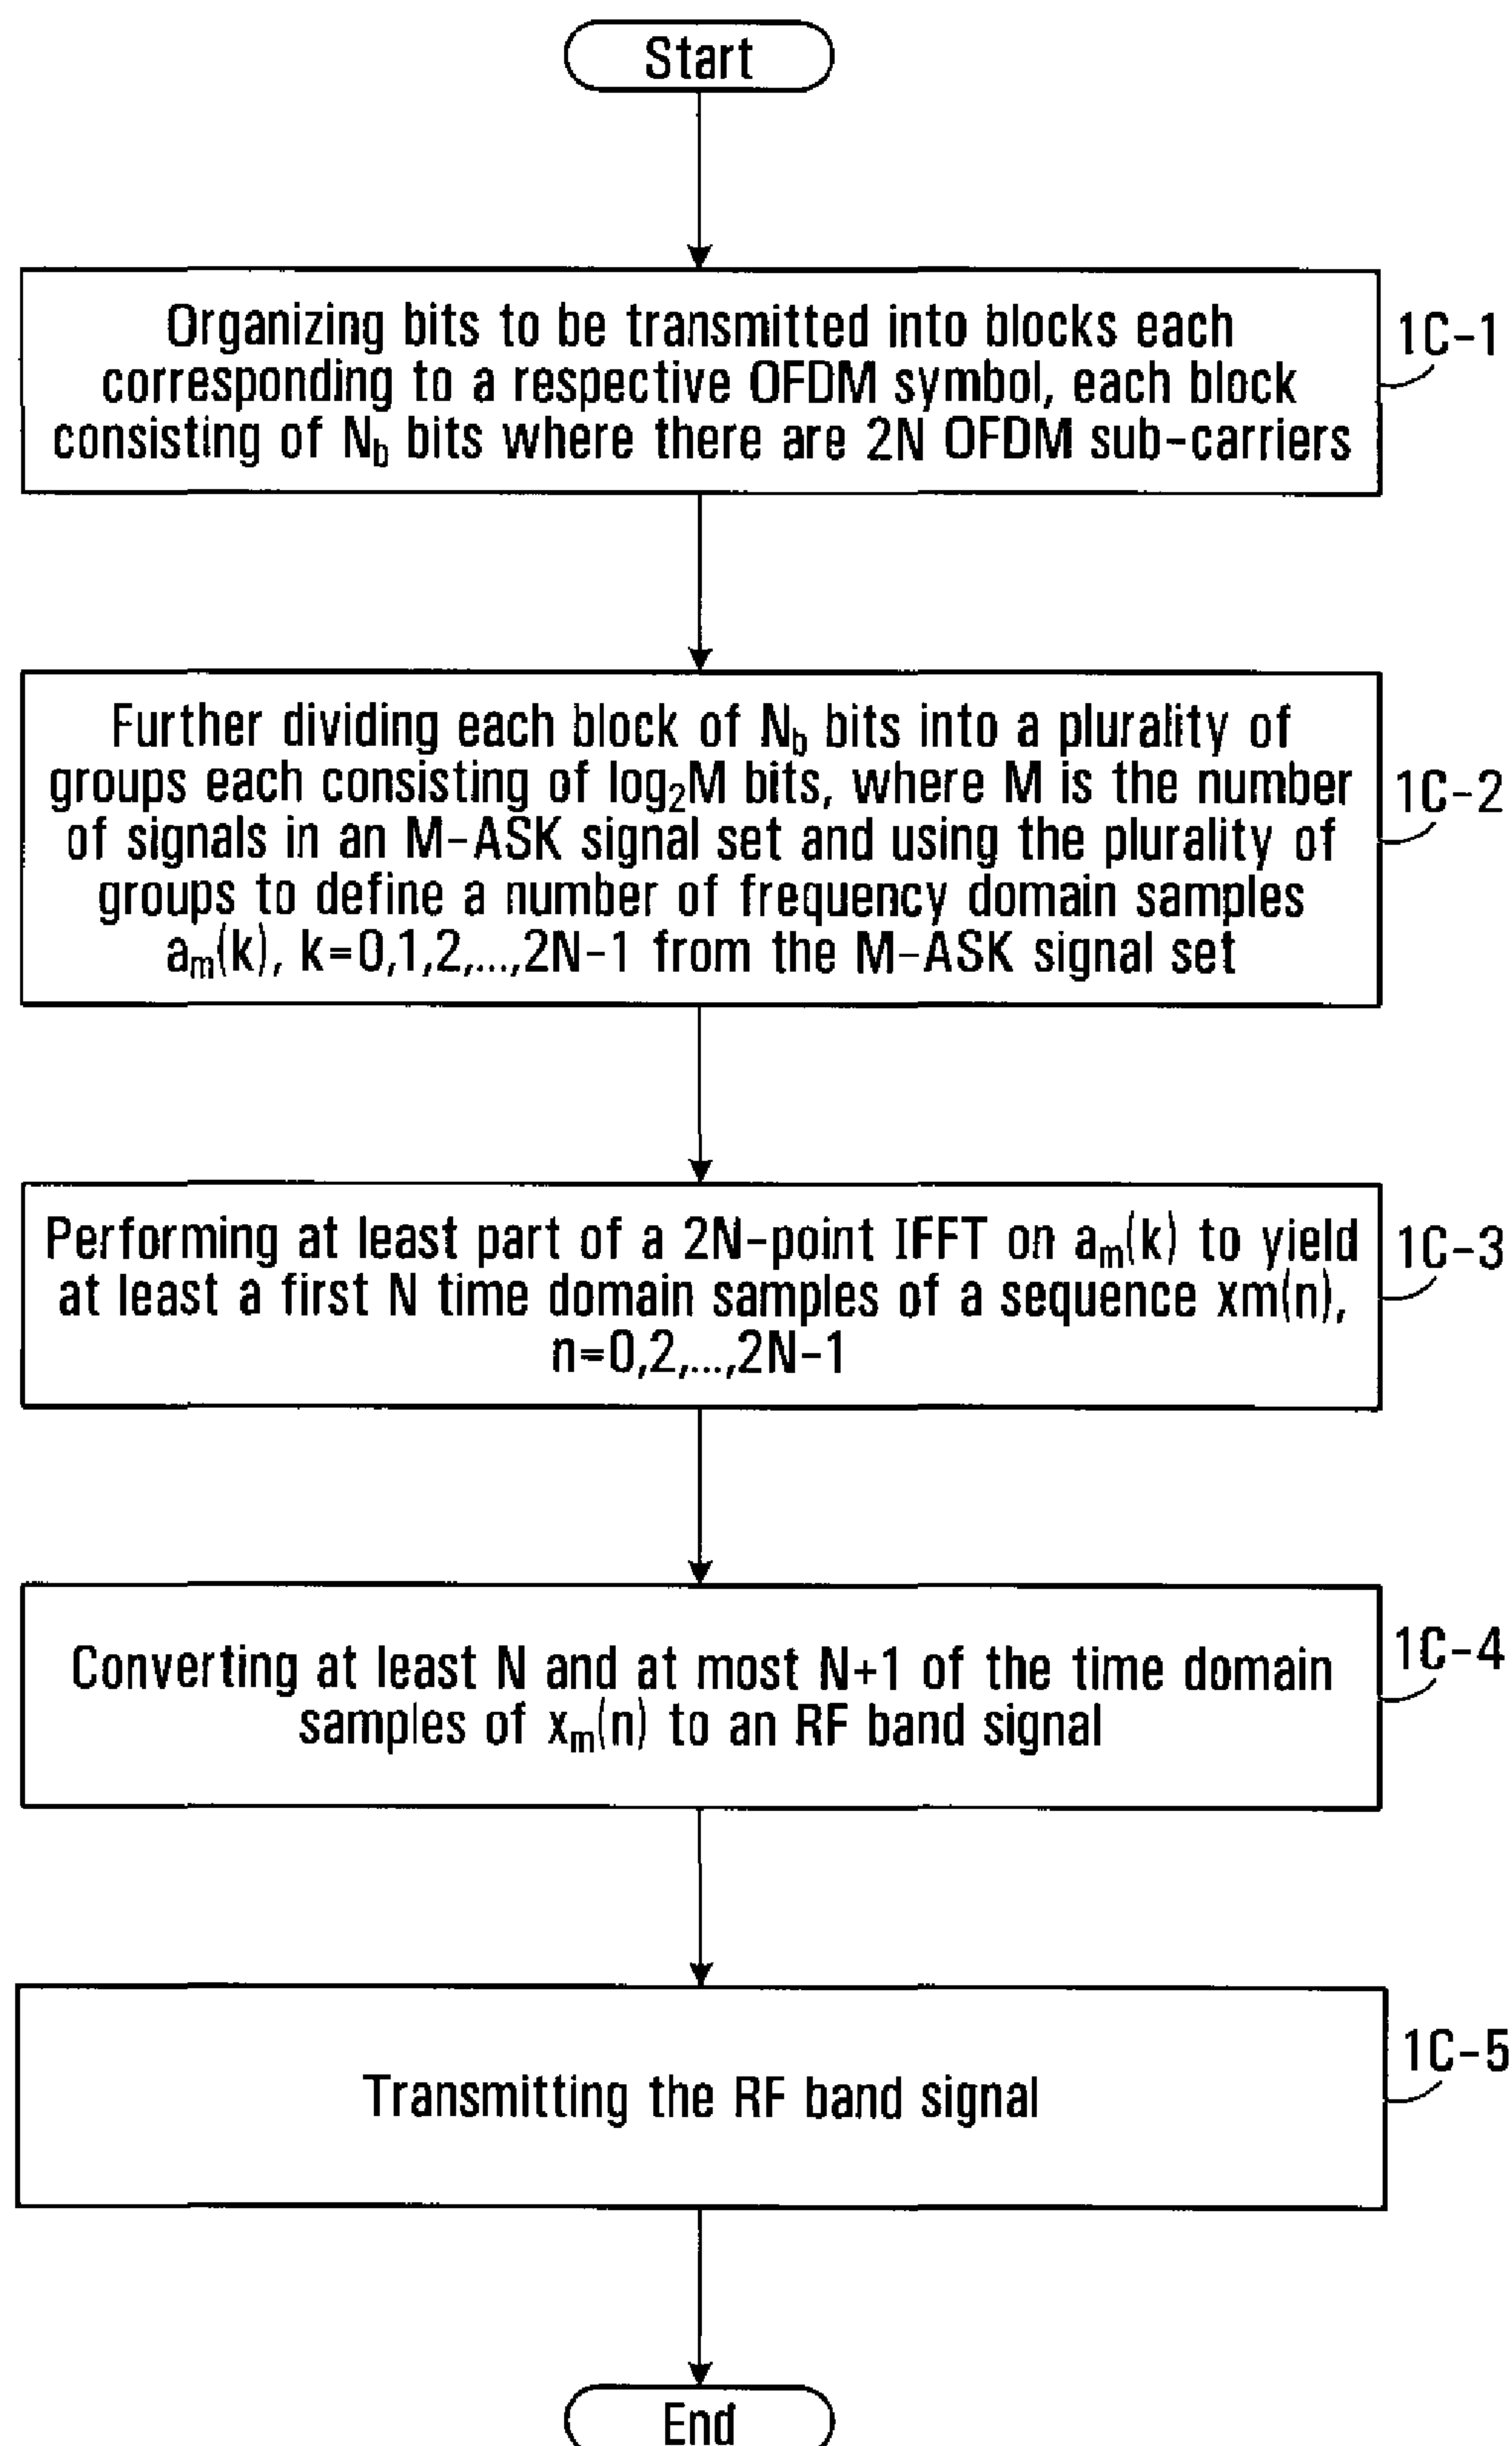 Start
Organizing bits to be transmitted into blocks each
corresponding to a respective OFDM symbol, each block
consisting of N_b bits where there are 2N OFDM sub-carriers
1C-1
Further dividing each block of N_b bits into a plurality of
groups each consisting of log₂M bits, where M is the number
of signals in an M-ASK signal set and using the plurality of
groups to define a number of frequency domain samples
aₘ(k), k=0,1,2,...,2N-1 from the M-ASK signal set
1C-2
Performing at least part of a 2N-point IFFT on aₘ(k) to yield
at least a first N time domain samples of a sequence xm(n),
n=0,2,...,2N-1
1C-3
Converting at least N and at most N+1 of the time domain
samples of xₘ(n) to an RF band signal
1C-4
Transmitting the RF band signal
1C-5
End